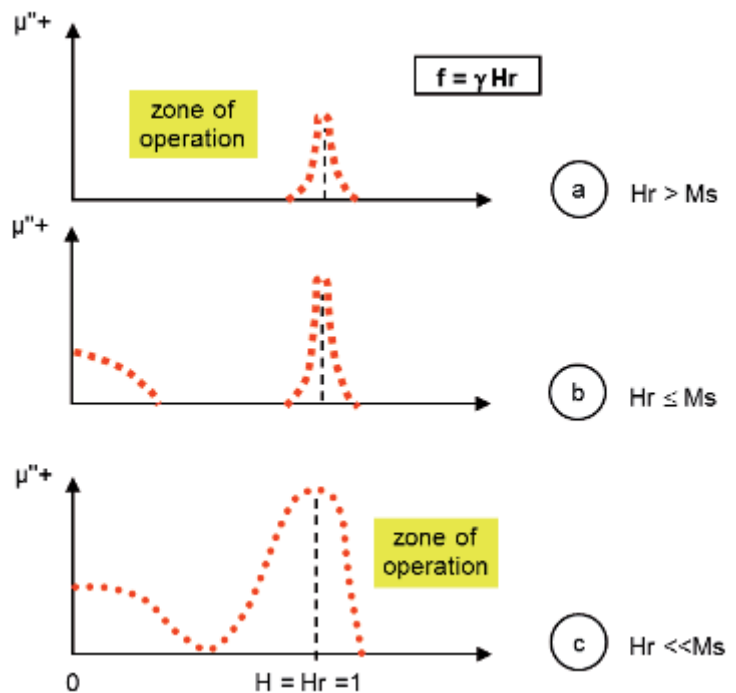 μ"+
f = γ Hr
zone of
operation
a
Hr > Ms
μ"+
b
Hr ≤ Ms
μ"+
zone of
operation
c
Hr <<Ms
0
H = Hr =1